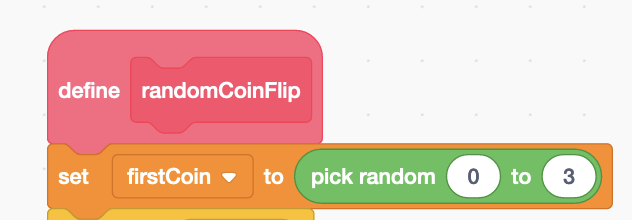 define randomCoinFlip
set firstCoin to pick random 0 to 3